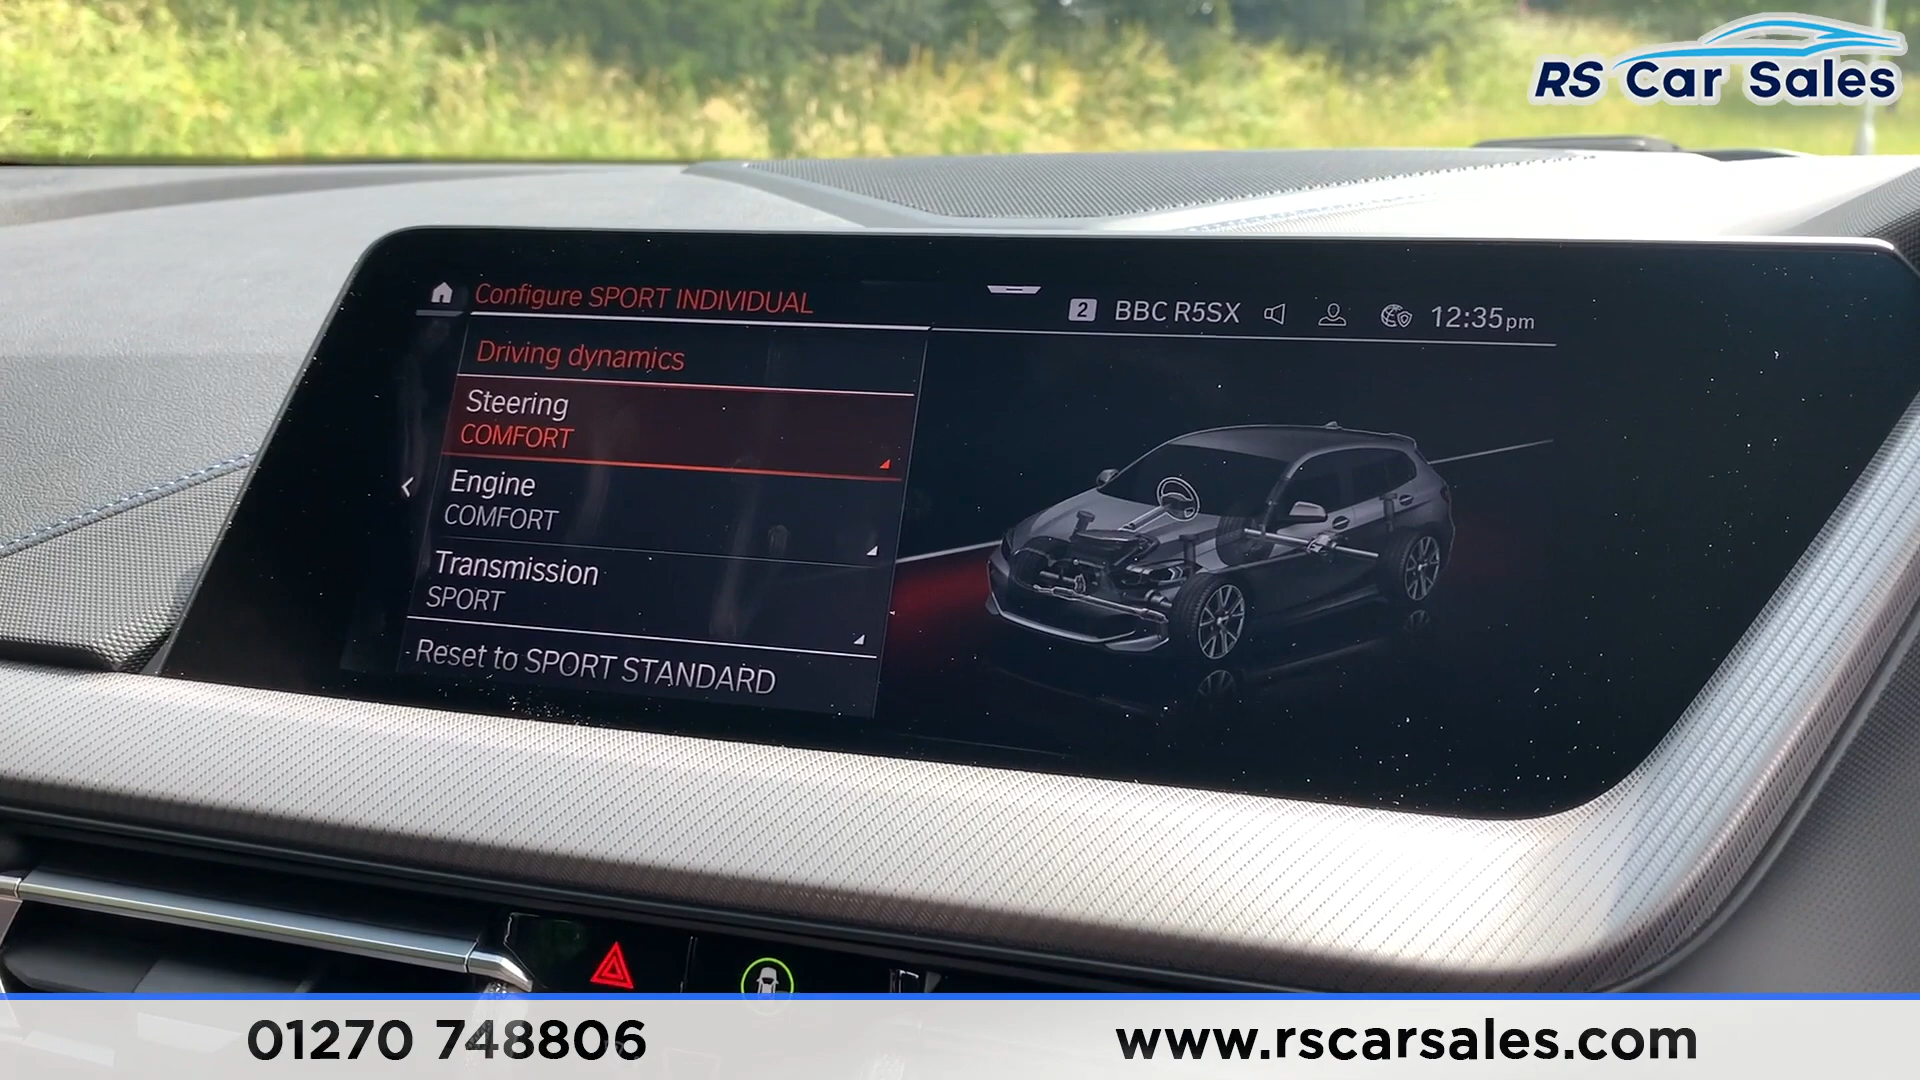 RS Car Sales
Configure SPORT INDIVIDUAL
2 BBC R5SX 12:35pm
Driving dynamics
Steering
COMFORT
Engine
COMFORT
Transmission
SPORT
Reset to SPORT STANDARD
01270 748806
www.rscarsales.com